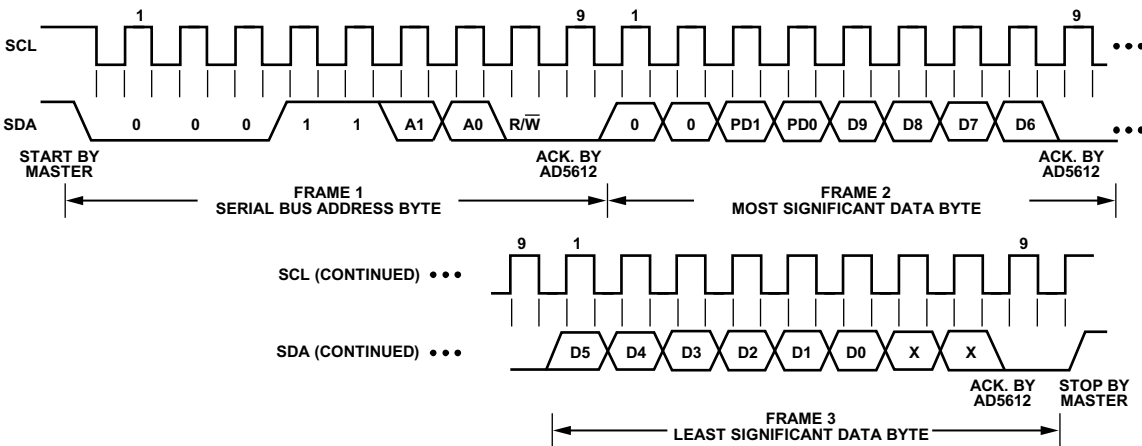 1 9 1 9
SCL
SDA 0 0 0 1 1 A1 A0 R/W̅ 0 0 PD1 PD0 D9 D8 D7 D6
START BY
MASTER
ACK. BY
AD5612
ACK. BY
AD5612
FRAME 1
SERIAL BUS ADDRESS BYTE
FRAME 2
MOST SIGNIFICANT DATA BYTE
9 1 9
SCL (CONTINUED)
SDA (CONTINUED) D5 D4 D3 D2 D1 D0 X X
ACK. BY
AD5612
STOP BY
MASTER
FRAME 3
LEAST SIGNIFICANT DATA BYTE